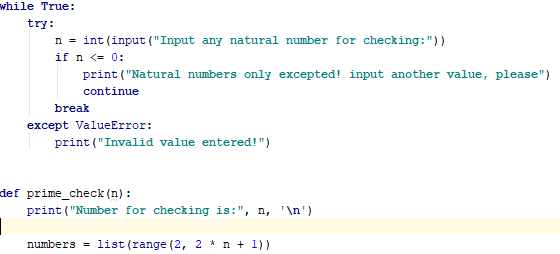 while True:
    try:
        n = int(input("Input any natural number for checking:"))
        if n <= 0:
            print("Natural numbers only excepted! input another value, please")
            continue
        break
    except ValueError:
        print("Invalid value entered!")
def prime_check(n):
    print("Number for checking is:", n, '\n')
    numbers = list(range(2, 2 * n + 1))